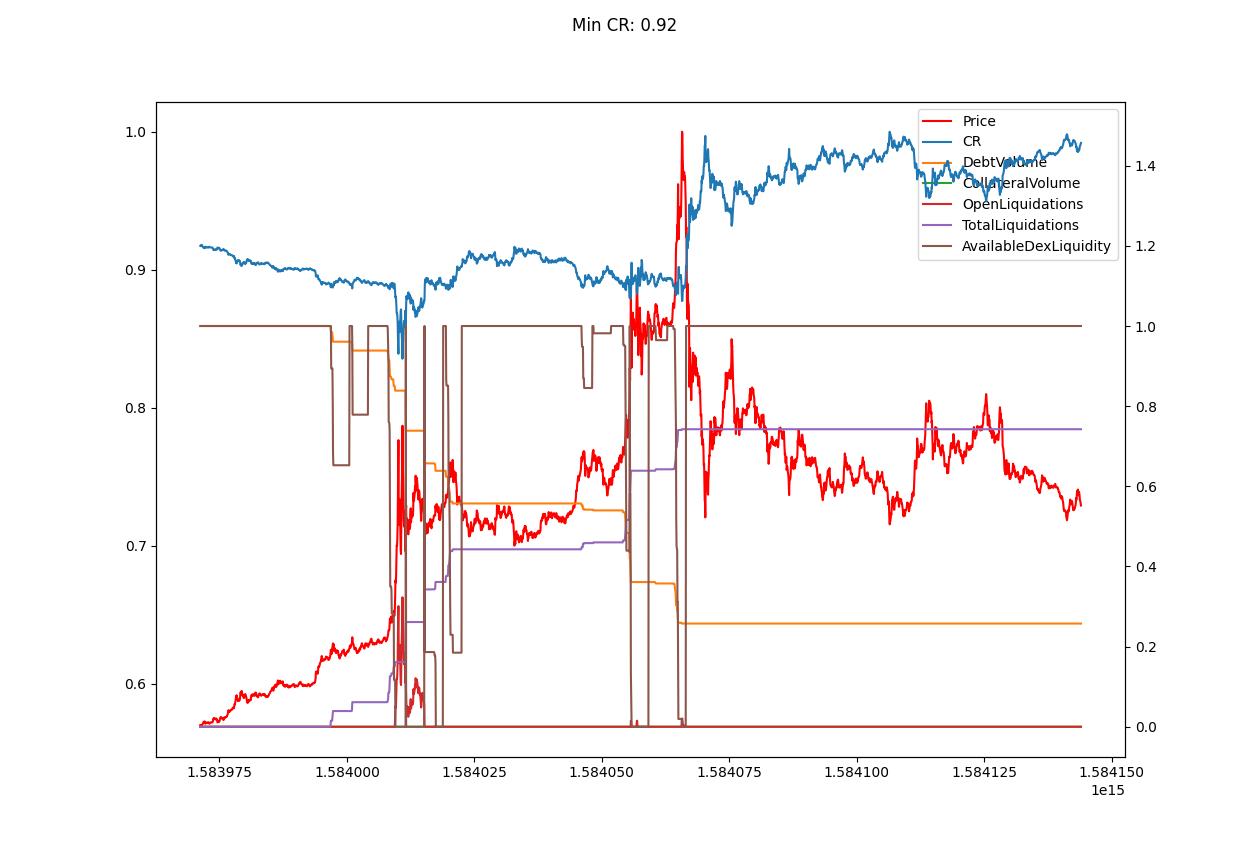 Min CR: 0.92
1.0
0.9
0.8
0.7
0.6
Price
CR
DebtVolume
CollateralVolume
OpenLiquidations
TotalLiquidations
AvailableDexLiquidity
1.4
1.2
1.0
0.8
0.6
0.4
0.2
0.0
1.583975 1.584000 1.584025 1.584050 1.584075 1.584100 1.584125 1.584150
1e15